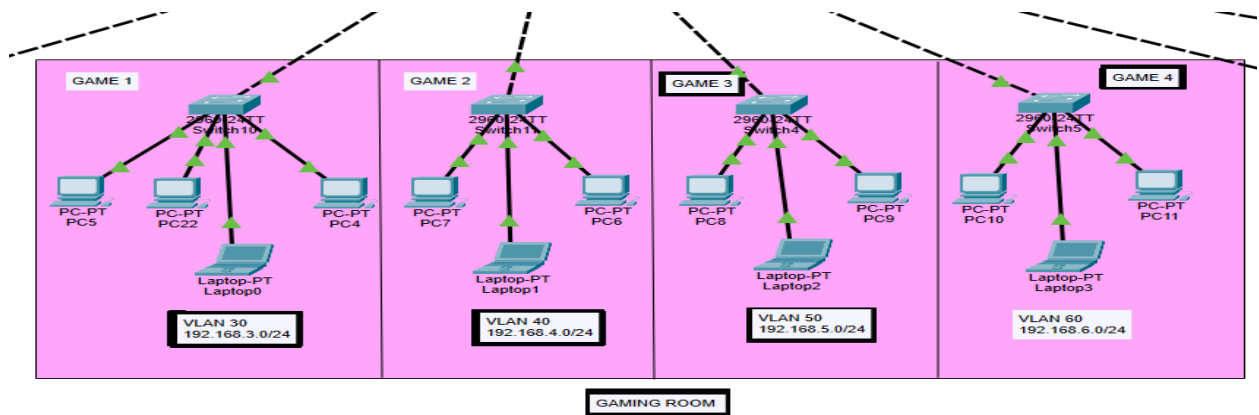 GAME 1
GAME 2
GAME 3
GAME 4
2960-24TT
Switch10
2960-24TT
Switch11
2960-24TT
Switch4
2960-24TT
Switch5
PC-PT
PC5
PC-PT
PC22
PC-PT
PC4
PC-PT
PC7
PC-PT
PC6
PC-PT
PC8
PC-PT
PC9
PC-PT
PC10
PC-PT
PC11
Laptop-PT
Laptop0
Laptop-PT
Laptop1
Laptop-PT
Laptop2
Laptop-PT
Laptop3
VLAN 30
192.168.3.0/24
VLAN 40
192.168.4.0/24
VLAN 50
192.168.5.0/24
VLAN 60
192.168.6.0/24
GAMING ROOM